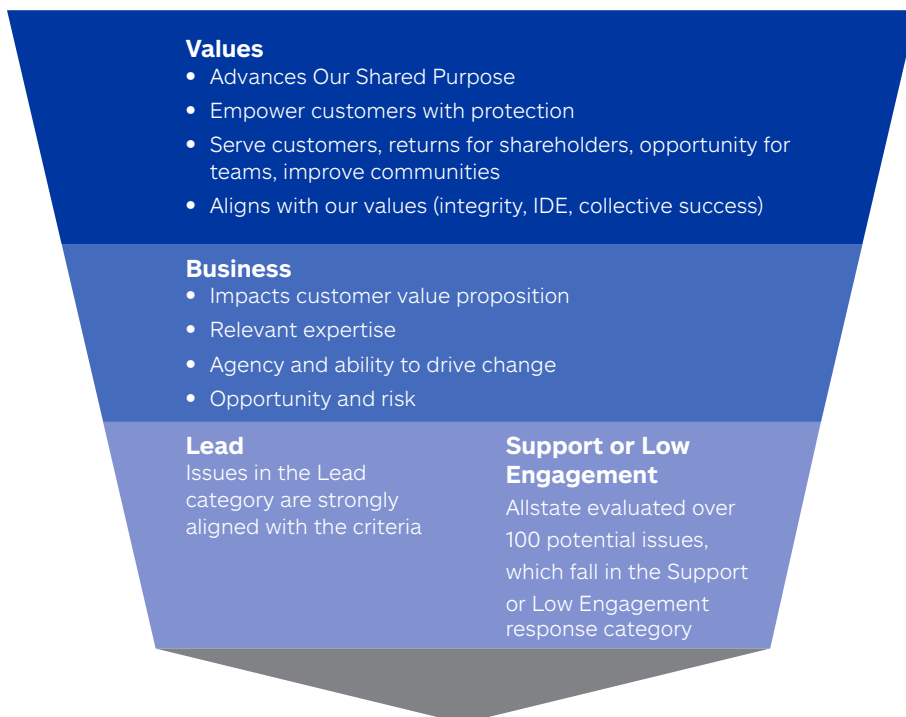 Values
• Advances Our Shared Purpose
• Empower customers with protection
• Serve customers, returns for shareholders, opportunity for
teams, improve communities
• Aligns with our values (integrity, IDE, collective success)
Business
• Impacts customer value proposition
• Relevant expertise
• Agency and ability to drive change
• Opportunity and risk
Lead
Issues in the Lead
category are strongly
aligned with the criteria
Support or Low
Engagement
Allstate evaluated over
100 potential issues,
which fall in the Support
or Low Engagement
response category